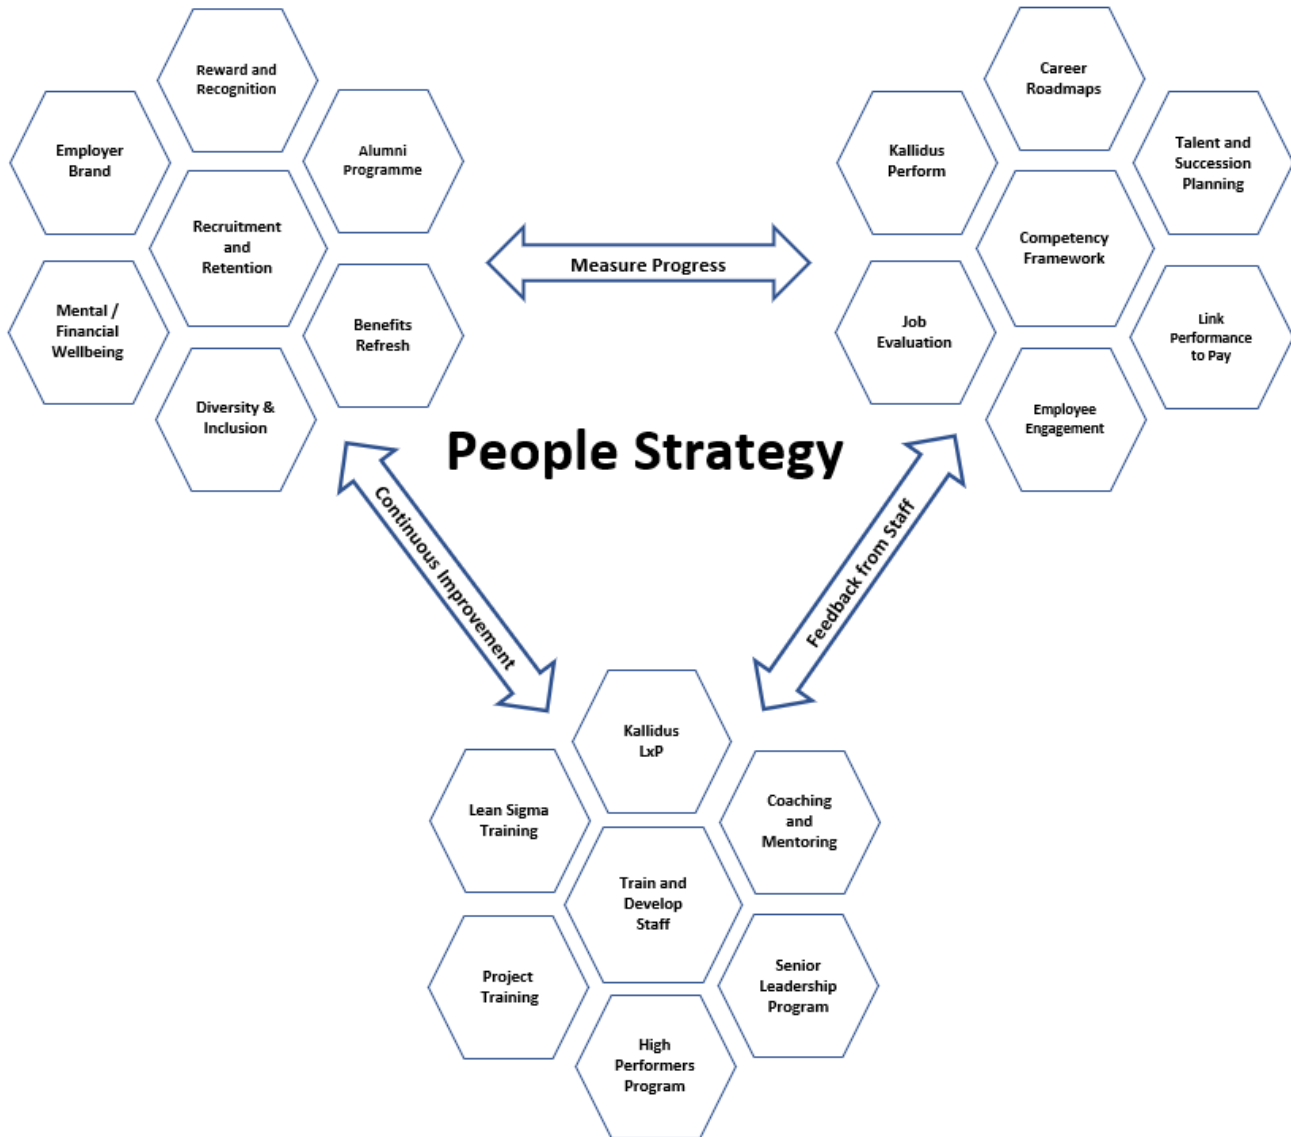 Reward and
Recognition
Employer
Brand
Alumni
Programme
Recruitment
and
Retention
Mental /
Financial
Wellbeing
Benefits
Refresh
Diversity &
Inclusion
Measure Progress
Career
Roadmaps
Kallidus
Perform
Talent and
Succession
Planning
Competency
Framework
Job
Evaluation
Link
Performance
to Pay
Employee
Engagement
People Strategy
Continuous Improvement
Feedback from Staff
Kallidus
LxP
Lean Sigma
Training
Coaching
and
Mentoring
Train and
Develop
Staff
Project
Training
Senior
Leadership
Program
High
Performers
Program